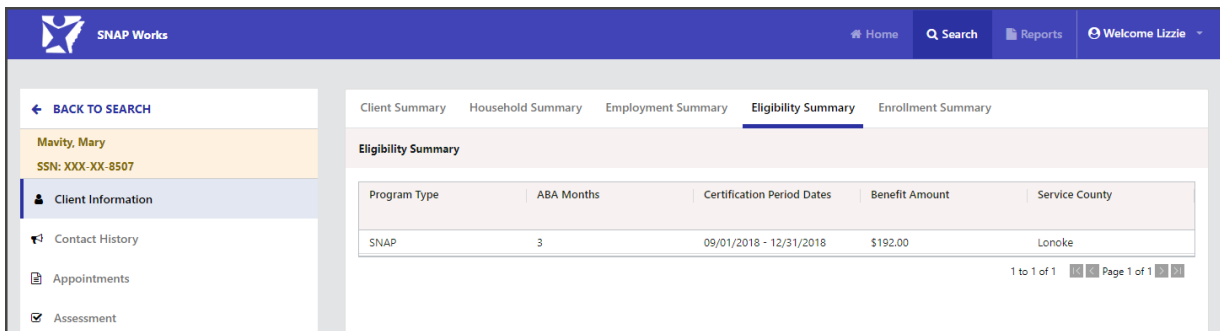 SNAP Works
Home Search Reports Welcome Lizzie
BACK TO SEARCH
Mavity, Mary
SSN: XXX-XX-8507
Client Information
Contact History
Appointments
Assessment
Client Summary Household Summary Employment Summary Eligibility Summary Enrollment Summary
Eligibility Summary
Program Type ABA Months Certification Period Dates Benefit Amount Service County
SNAP 3 09/01/2018 - 12/31/2018 $192.00 Lonoke
1 to 1 of 1 Page 1 of 1